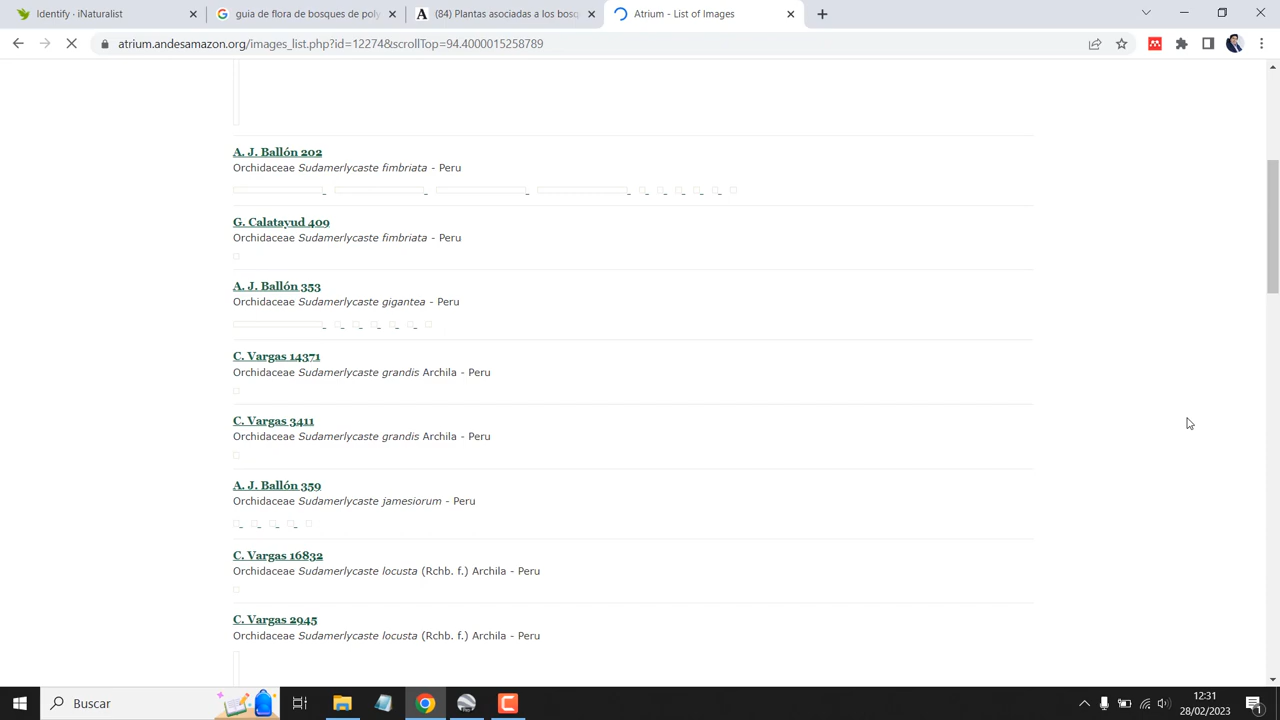 Identify · iNaturalist
guia de flora de bosques de pol
(84) Plantas asociadas a los bosq
Atrium - List of Images
atrium.andesamazon.org/images_list.php?id=12274&scrollTop=94.4000015258789
A. J. Ballón 202
Orchidaceae Sudamerlycaste fimbriata - Peru
G. Calatayud 409
Orchidaceae Sudamerlycaste fimbriata - Peru
A. J. Ballón 353
Orchidaceae Sudamerlycaste gigantea - Peru
C. Vargas 14371
Orchidaceae Sudamerlycaste grandis Archila - Peru
C. Vargas 3411
Orchidaceae Sudamerlycaste grandis Archila - Peru
A. J. Ballón 359
Orchidaceae Sudamerlycaste jamesiorum - Peru
C. Vargas 16832
Orchidaceae Sudamerlycaste locusta (Rchb. f.) Archila - Peru
C. Vargas 2945
Orchidaceae Sudamerlycaste locusta (Rchb. f.) Archila - Peru
Buscar
12:31
28/02/2023
1